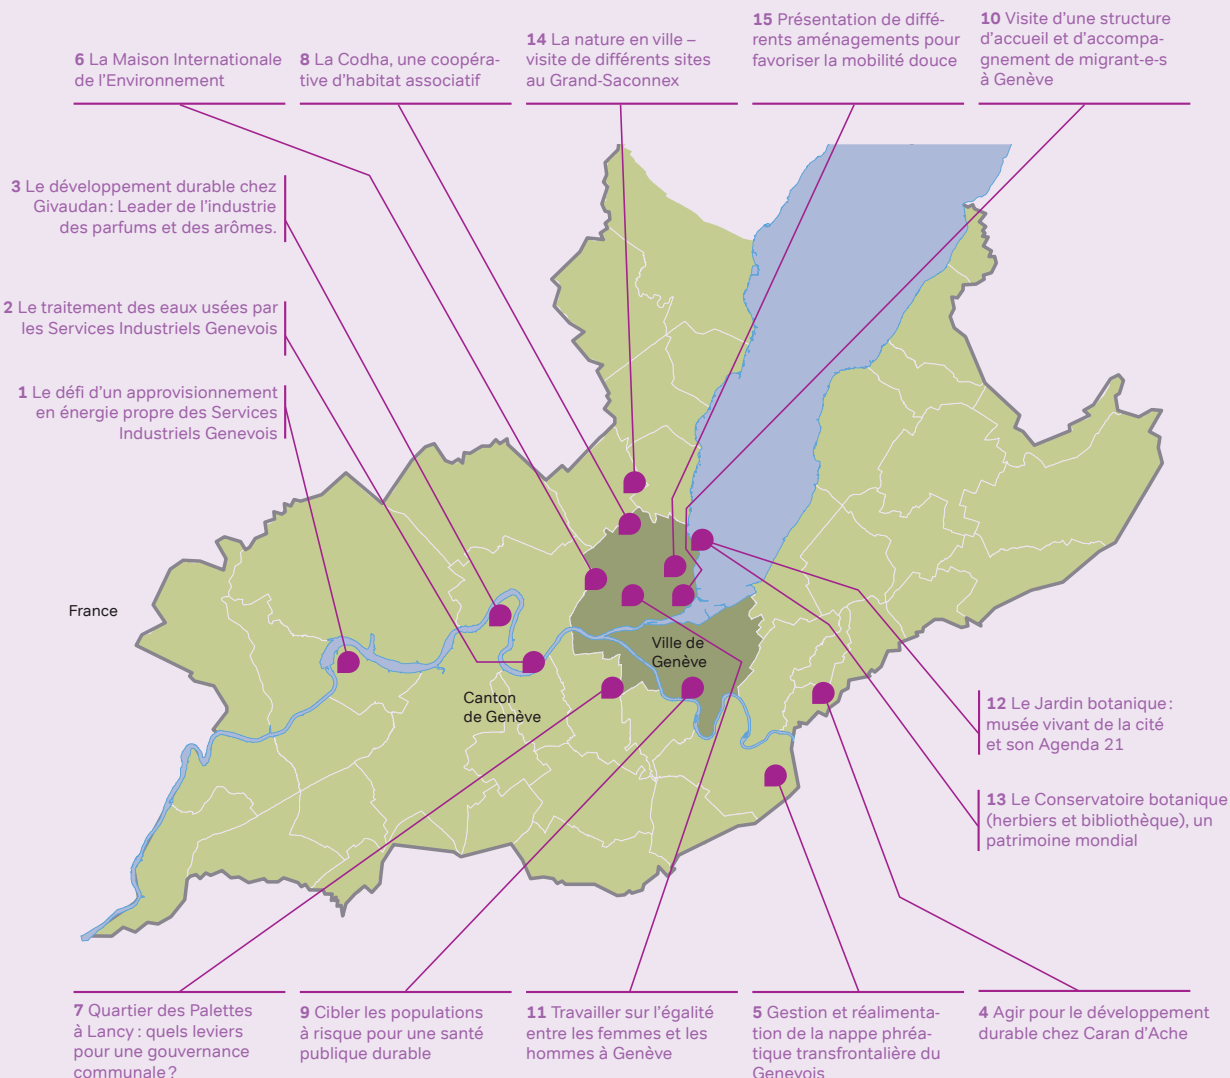 6 La Maison Internationale
de l’Environnement
8 La Codha, une coopéra-
tive d’habitat associatif
14 La nature en ville –
visite de différents sites
au Grand-Saconnex
15 Présentation de diffé-
rents aménagements pour
favoriser la mobilité douce
10 Visite d’une structure
d’accueil et d’accompa-
gnement de migrant-e-s
à Genève
3 Le développement durable chez
Givaudan : Leader de l’industrie
des parfums et des arômes.
2 Le traitement des eaux usées par
les Services Industriels Genevois
1 Le défi d’un approvisionnement
en énergie propre des Services
Industriels Genevois
France
Ville de
Genève
Canton
de Genève
12 Le Jardin botanique :
musée vivant de la cité
et son Agenda 21
13 Le Conservatoire botanique
(herbiers et bibliothèque), un
patrimoine mondial
7 Quartier des Palettes
à Lancy : quels leviers
pour une gouvernance
communale ?
9 Cibler les populations
à risque pour une santé
publique durable
11 Travailler sur l’égalité
entre les femmes et les
hommes à Genève
5 Gestion et réalimenta-
tion de la nappe phréa-
tique transfrontalière du
Genevois
4 Agir pour le développement
durable chez Caran d’Ache